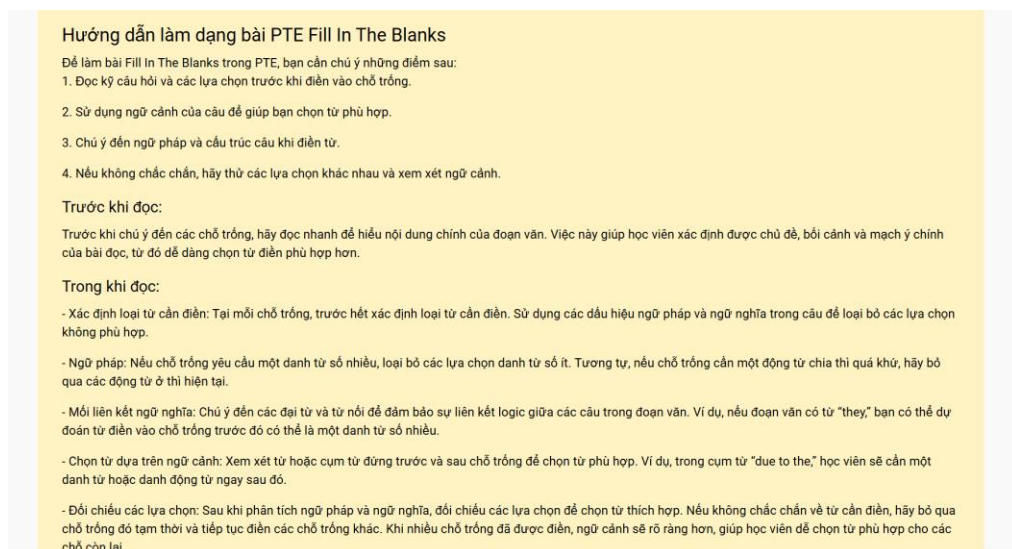 Hướng dẫn làm dạng bài PTE Fill In The Blanks
Để làm bài Fill In The Blanks trong PTE, bạn cần chú ý những điểm sau:
1. Đọc kỹ câu hỏi và các lựa chọn trước khi điền vào chỗ trống.
2. Sử dụng ngữ cảnh của câu để giúp bạn chọn từ phù hợp.
3. Chú ý đến ngữ pháp và cấu trúc câu khi điền từ.
4. Nếu không chắc chắn, hãy thử các lựa chọn khác nhau và xem xét ngữ cảnh.
Trước khi đọc:
Trước khi chú ý đến các chỗ trống, hãy đọc nhanh để hiểu nội dung chính của đoạn văn. Việc này giúp học viên xác định được chủ đề, bối cảnh và mạch ý chính
của bài đọc, từ đó dễ dàng chọn từ điền phù hợp hơn.
Trong khi đọc:
- Xác định loại từ cần điền: Tại mỗi chỗ trống, trước hết xác định loại từ cần điền. Sử dụng các dấu hiệu ngữ pháp và ngữ nghĩa trong câu để loại bỏ các lựa chọn
không phù hợp.
- Ngữ pháp: Nếu chỗ trống yêu cầu một danh từ số nhiều, loại bỏ các lựa chọn danh từ số ít. Tương tự, nếu chỗ trống cần một động từ chia thì quá khứ, hãy bỏ
qua các động từ ở thì hiện tại.
- Mối liên kết ngữ nghĩa: Chú ý đến các đại từ và từ nối để đảm bảo sự liên kết logic giữa các câu trong đoạn văn. Ví dụ, nếu đoạn văn có từ “they,” bạn có thể dự
đoán từ điền vào chỗ trống trước đó có thể là một danh từ số nhiều.
- Chọn từ dựa trên ngữ cảnh: Xem xét từ hoặc cụm từ đứng trước và sau chỗ trống để chọn từ phù hợp. Ví dụ, trong cụm từ “due to the,” học viên sẽ cần một
danh từ hoặc danh động từ ngay sau đó.
- Đối chiếu các lựa chọn: Sau khi phân tích ngữ pháp và ngữ nghĩa, đối chiếu các lựa chọn để chọn từ thích hợp. Nếu không chắc chắn về từ cần điền, hãy bỏ qua
chỗ trống đó tạm thời và tiếp tục điền các chỗ trống khác. Khi nhiều chỗ trống đã được điền, ngữ cảnh sẽ rõ ràng hơn, giúp học viên dễ chọn từ phù hợp cho các
chỗ còn lại.